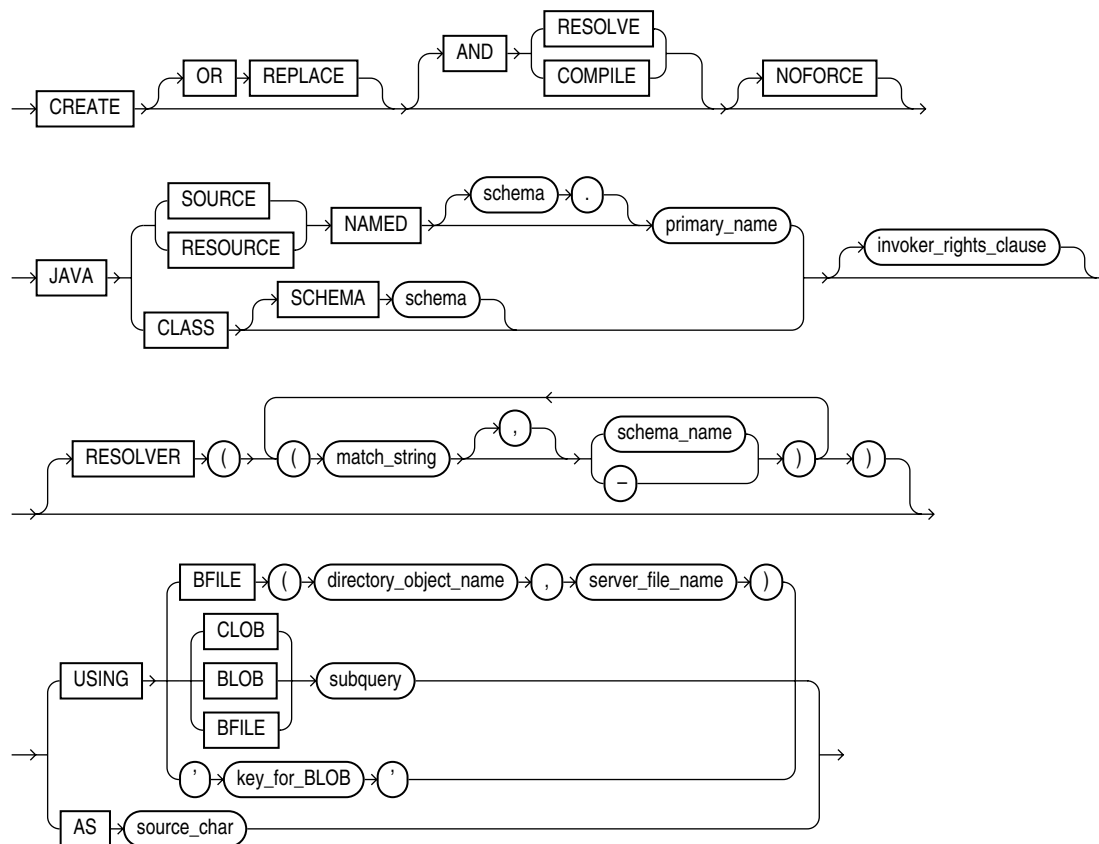 CREATE OR REPLACE AND RESOLVE COMPILE NOFORCE
JAVA SOURCE RESOURCE NAMED schema . primary_name invoker_rights_clause
CLASS SCHEMA schema
RESOLVER ( ( match_string , schema_name – ) )
USING BFILE ( directory_object_name , server_file_name )
CLOB
BLOB subquery
BFILE
' key_for_BLOB '
AS source_char